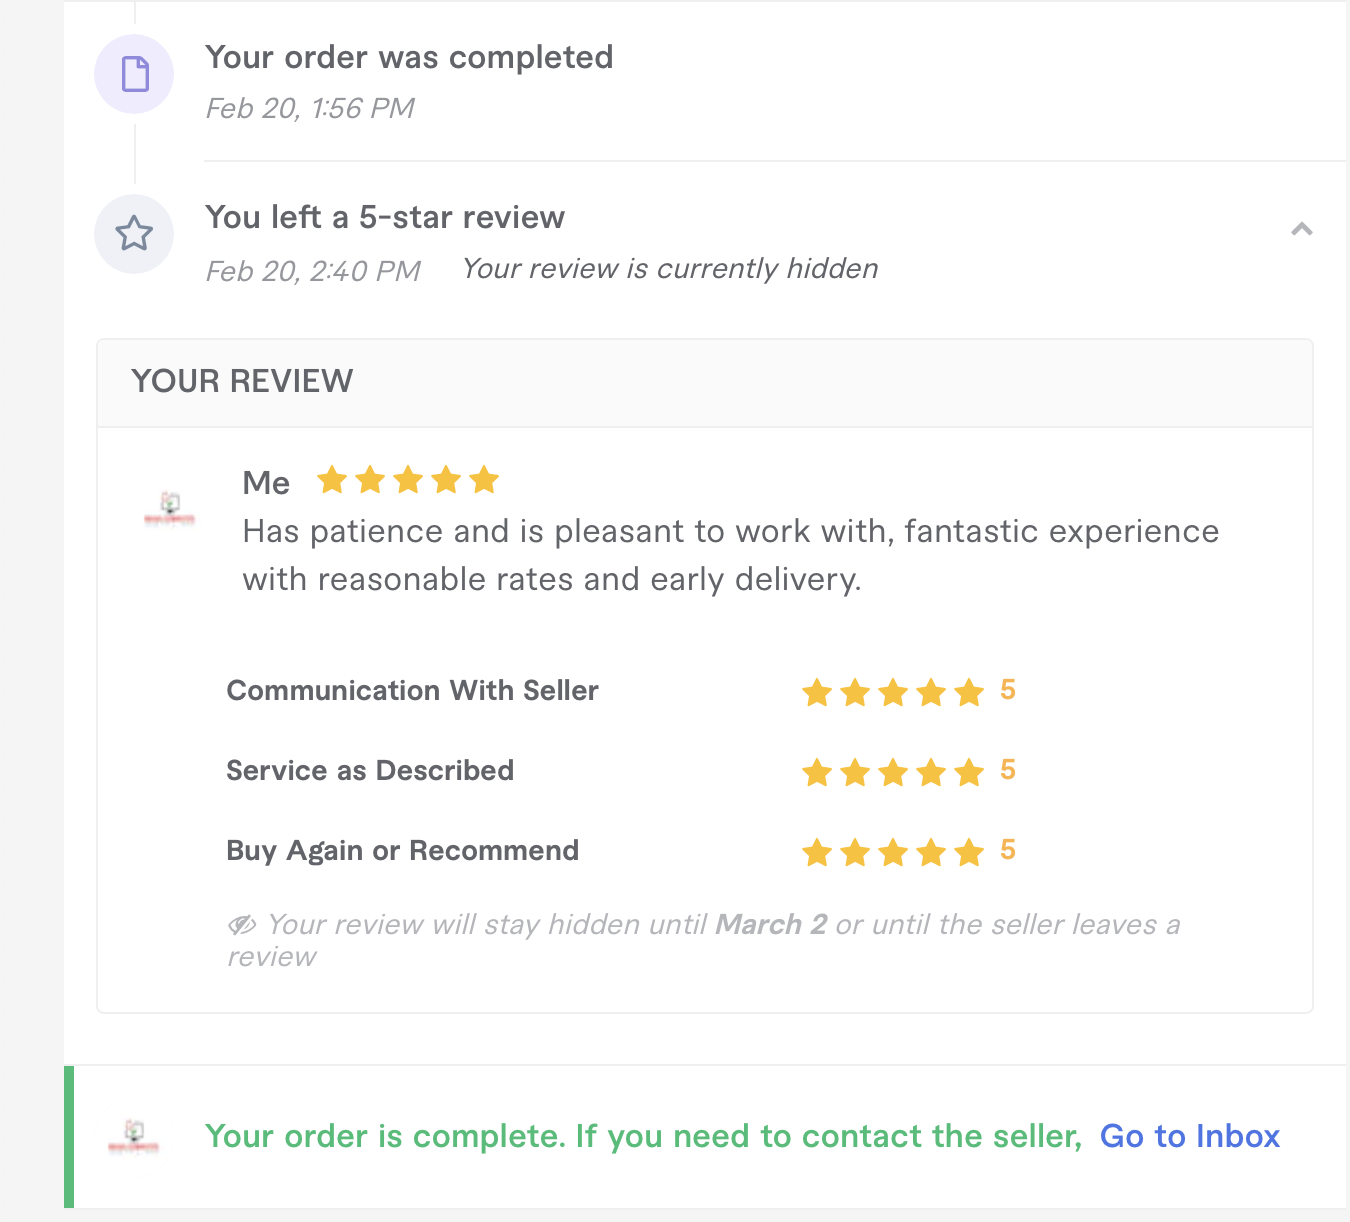 Your order was completed
Feb 20, 1:56 PM
You left a 5-star review
Feb 20, 2:40 PM Your review is currently hidden
YOUR REVIEW
Me
Has patience and is pleasant to work with, fantastic experience
with reasonable rates and early delivery.
Communication With Seller 5
Service as Described 5
Buy Again or Recommend 5
Your review will stay hidden until March 2 or until the seller leaves a
review
Your order is complete. If you need to contact the seller, Go to Inbox